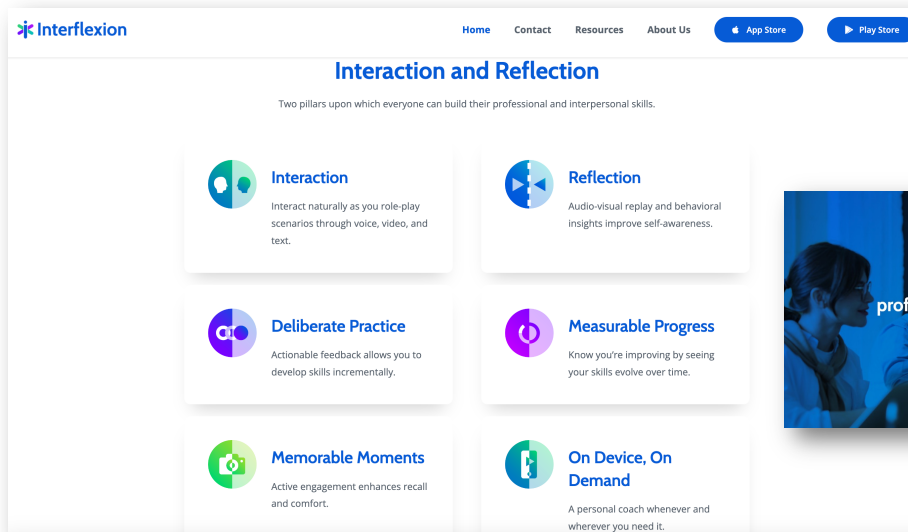 Interflexion
Home Contact Resources About Us App Store Play Store
Interaction and Reflection
Two pillars upon which everyone can build their professional and interpersonal skills.
Interaction
Interact naturally as you role-play
scenarios through voice, video, and
text.
Reflection
Audio-visual replay and behavioral
insights improve self-awareness.
Deliberate Practice
Actionable feedback allows you to
develop skills incrementally.
Measurable Progress
Know you're improving by seeing
your skills evolve over time.
Memorable Moments
Active engagement enhances recall
and comfort.
On Device, On
Demand
A personal coach whenever and
wherever you need it.